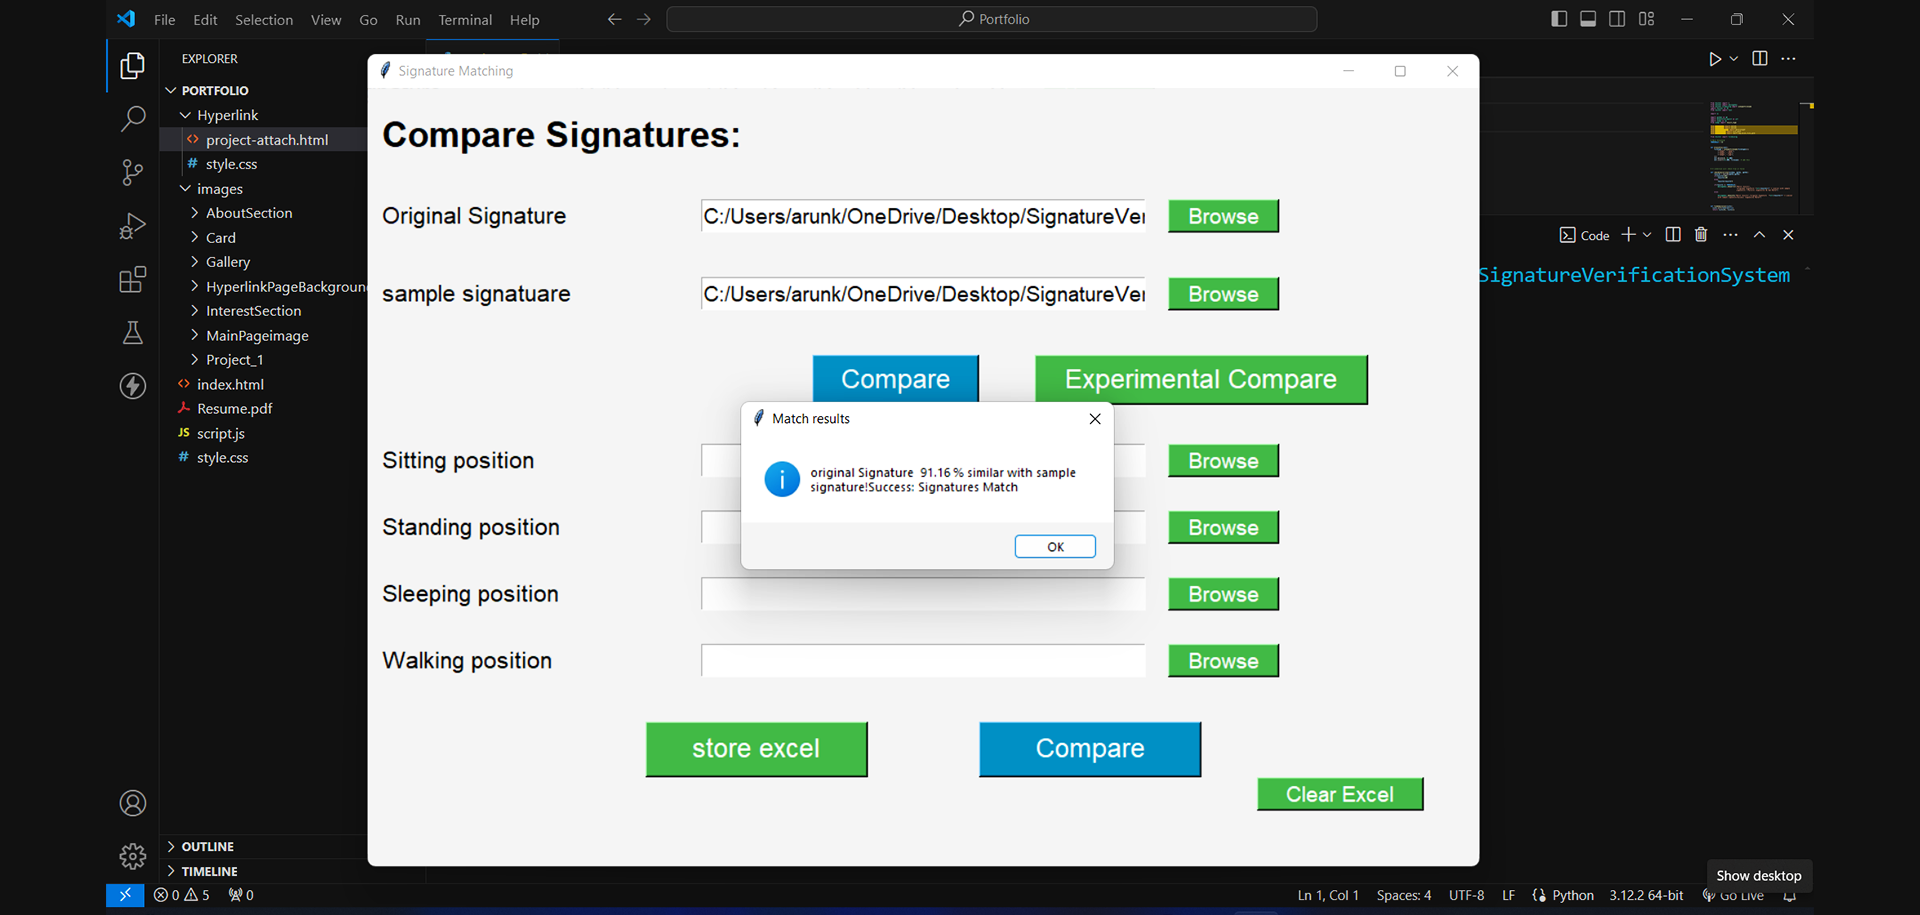 File Edit Selection View Go Run Terminal Help
Portfolio
EXPLORER
PORTFOLIO
Hyperlink
project-attach.html
style.css
images
AboutSection
Card
Gallery
HyperlinkPageBackgroun
InterestSection
MainPageimage
Project_1
index.html
Resume.pdf
JS script.js
style.css
OUTLINE
TIMELINE
Signature Matching
Compare Signatures:
Original Signature C:/Users/arunk/OneDrive/Desktop/SignatureVer Browse
sample signatuare C:/Users/arunk/OneDrive/Desktop/SignatureVer Browse
Compare Experimental Compare
Match results
original Signature 91.16 % similar with sample
signature!Success: Signatures Match
OK
Sitting position Browse
Standing position Browse
Sleeping position Browse
Walking position Browse
store excel Compare
Clear Excel
Code
SignatureVerificationSystem
Show desktop
0 5 0
Ln 1, Col 1 Spaces: 4 UTF-8 LF Python 3.12.2 64-bit Go Live